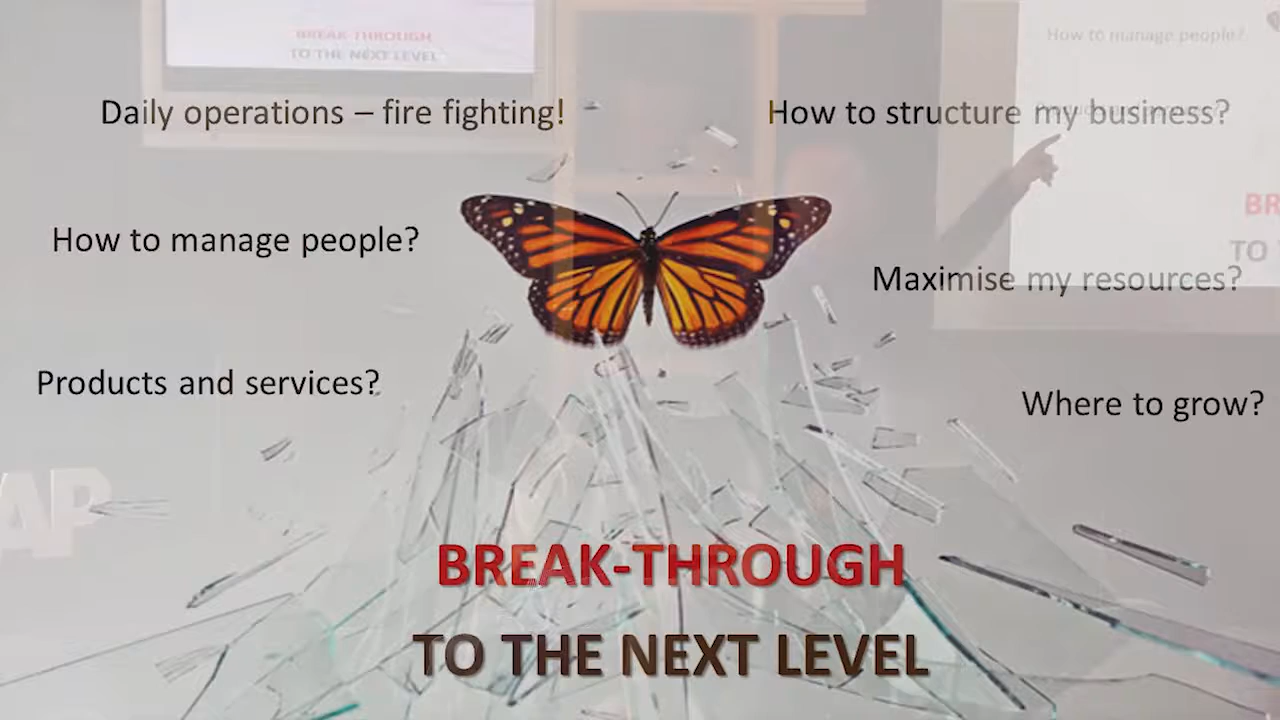 BREAK-THROUGH
TO THE NEXT LEVEL
How to manage people?
Daily operations – fire fighting!
How to structure my business?
How to manage people?
BR
TO
Maximise my resources?
Products and services?
Where to grow?
AP
BREAK-THROUGH
TO THE NEXT LEVEL